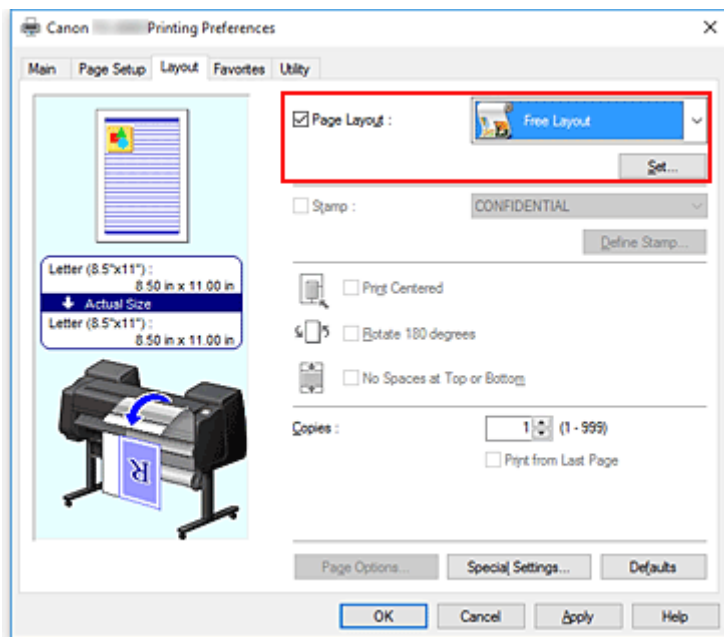 Canon Printing Preferences
Main Page Setup Layout Favorites Utility
Page Layout :
Free Layout
Set...
Stamp :
CONFIDENTIAL
Define Stamp...
Letter (8.5"x11") :
8.50 in x 11.00 in
Actual Size
Letter (8.5"x11") :
8.50 in x 11.00 in
Print Centered
Rotate 180 degrees
No Spaces at Top or Bottom
Copies :
1 (1 - 999)
Print from Last Page
R
Page Options... Special Settings... Defaults
OK Cancel Apply Help